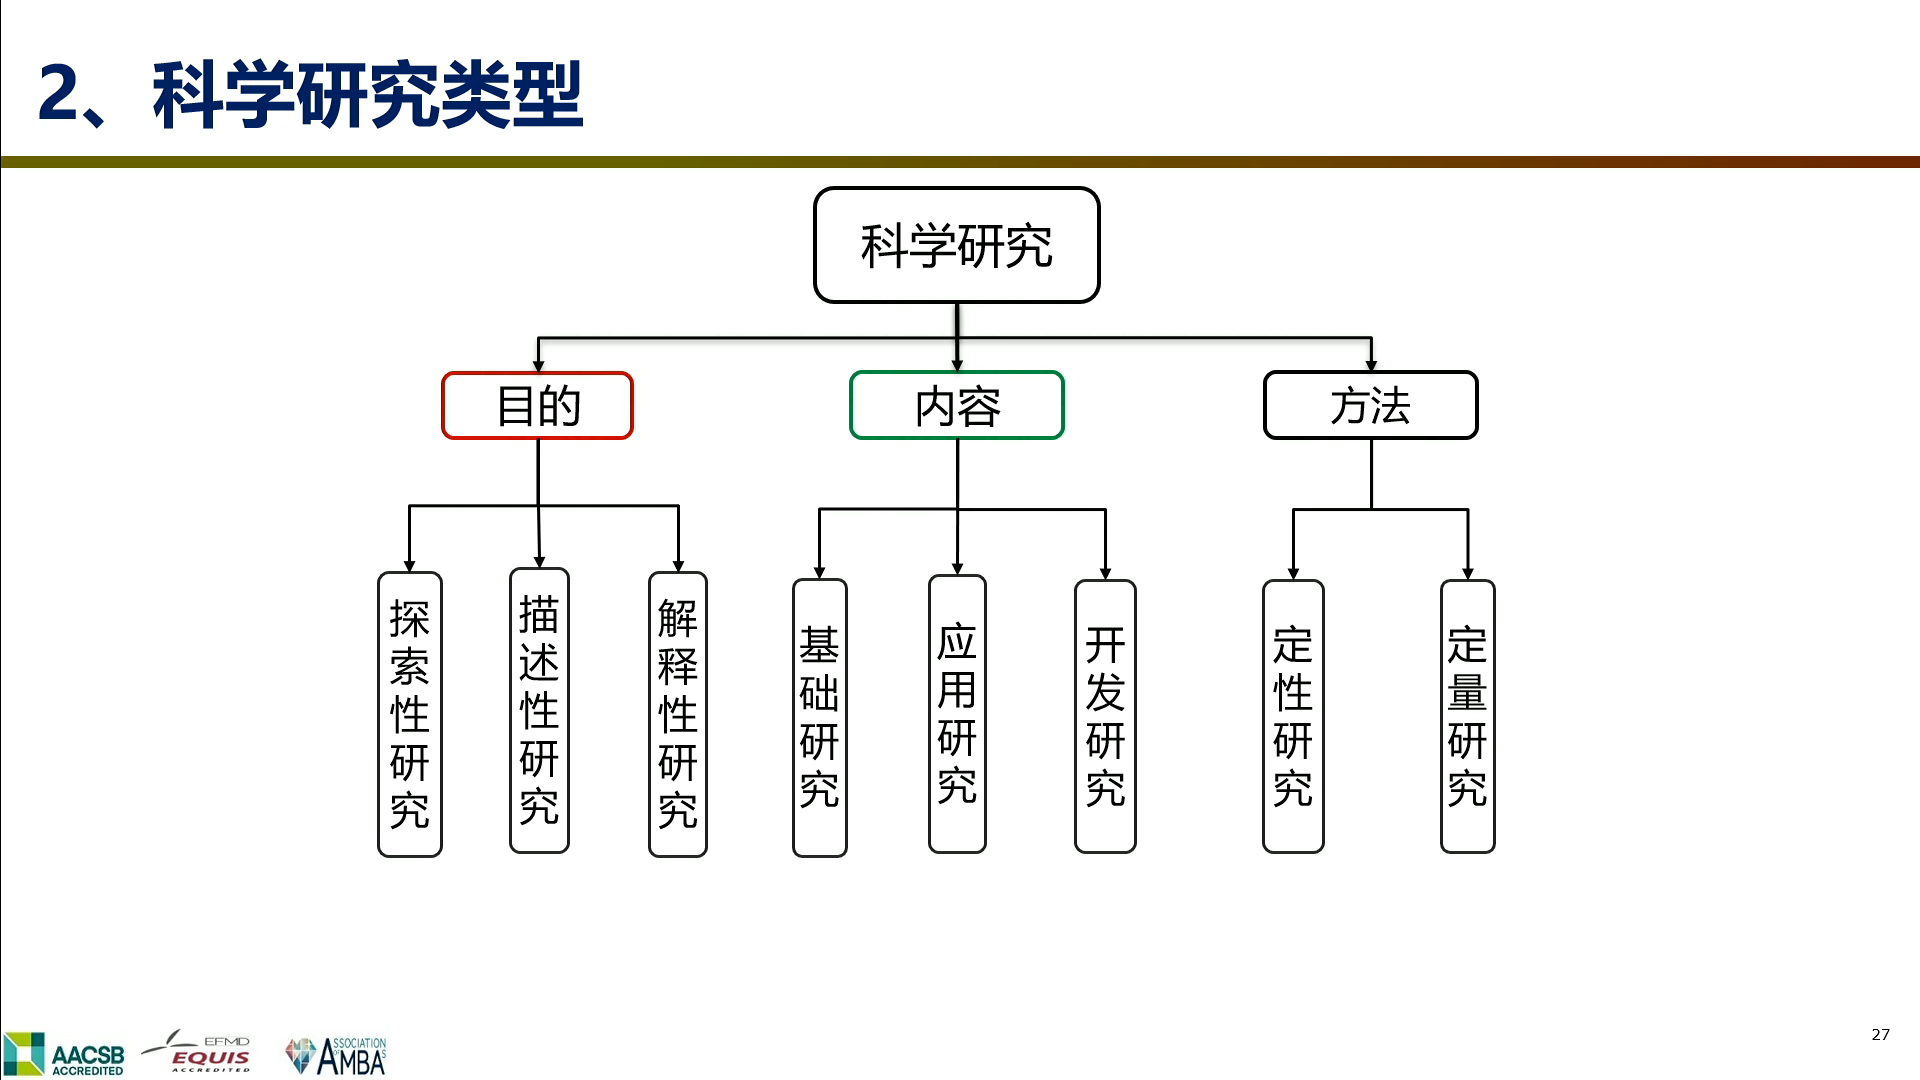 2、科学研究类型
科学研究
目的
内容
方法
探索性研究
描述性研究
解释性研究
基础研究
应用研究
开发研究
定性研究
定量研究
AACSB
ACCREDITED
EFMD
EQUIS
ACCREDITED
ASSOCIATION
OF
AMBAS
27